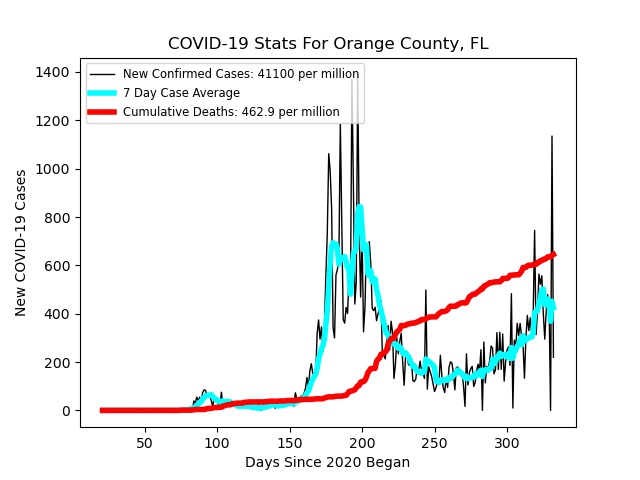 COVID-19 Stats For Orange County, FL
New Confirmed Cases: 41100 per million
7 Day Case Average
Cumulative Deaths: 462.9 per million
New COVID-19 Cases
1400
1200
1000
800
600
400
200
0
50
100
150
200
250
300
Days Since 2020 Began